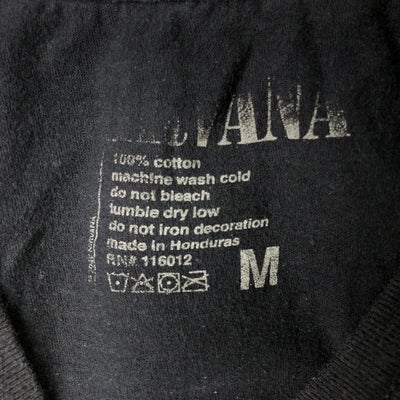 NIRVANA
100% cotton
machine wash cold
do not bleach
tumble dry low
do not iron decoration
made in Honduras
RN# 116012
M